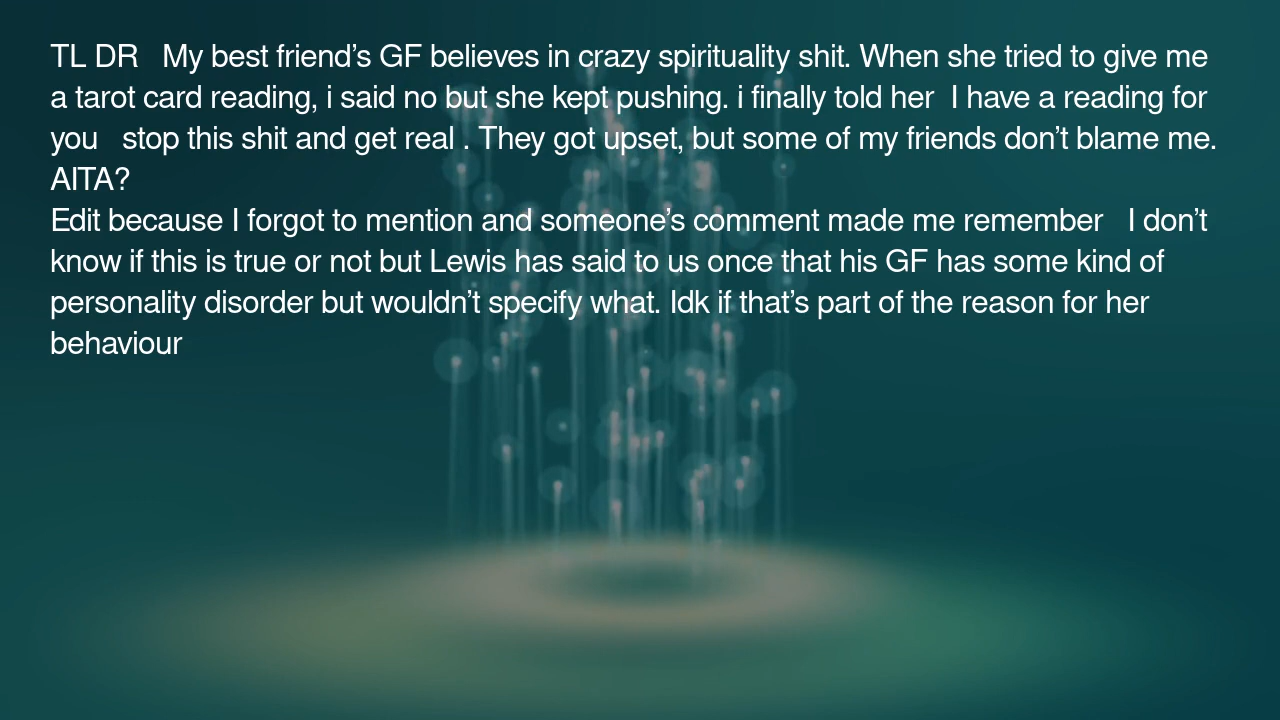 TL DR   My best friend’s GF believes in crazy spirituality shit. When she tried to give me
a tarot card reading, i said no but she kept pushing. i finally told her  I have a reading for
you   stop this shit and get real . They got upset, but some of my friends don’t blame me.
AITA?
Edit because I forgot to mention and someone’s comment made me remember   I don’t
know if this is true or not but Lewis has said to us once that his GF has some kind of
personality disorder but wouldn’t specify what. Idk if that’s part of the reason for her
behaviour